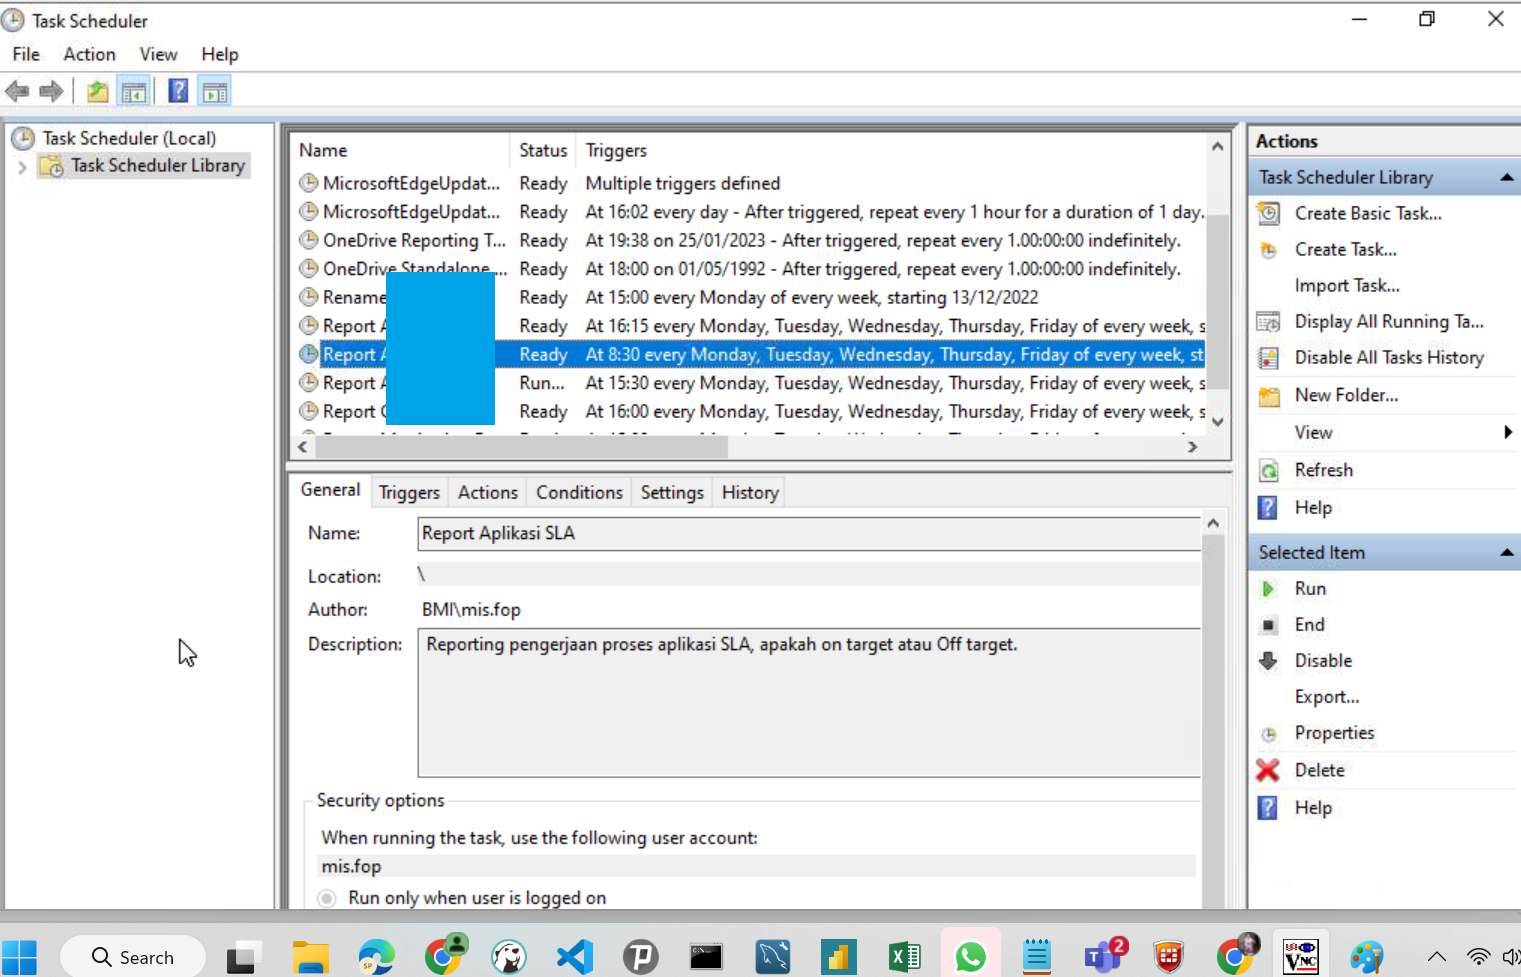 Task Scheduler
File Action View Help
Task Scheduler (Local)
Task Scheduler Library
Name Status Triggers
MicrosoftEdgeUpdat... Ready Multiple triggers defined
MicrosoftEdgeUpdat... Ready At 16:02 every day - After triggered, repeat every 1 hour for a duration of 1 day.
OneDrive Reporting T... Ready At 19:38 on 25/01/2023 - After triggered, repeat every 1.00:00:00 indefinitely.
OneDrive Standalone ... Ready At 18:00 on 01/05/1992 - After triggered, repeat every 1.00:00:00 indefinitely.
Rename Ready At 15:00 every Monday of every week, starting 13/12/2022
Report A Ready At 16:15 every Monday, Tuesday, Wednesday, Thursday, Friday of every week, s
Report A Ready At 8:30 every Monday, Tuesday, Wednesday, Thursday, Friday of every week, st
Report A Run... At 15:30 every Monday, Tuesday, Wednesday, Thursday, Friday of every week, s
Report Ready At 16:00 every Monday, Tuesday, Wednesday, Thursday, Friday of every week, s
General Triggers Actions Conditions Settings History
Name: Report Aplikasi SLA
Location: \
Author: BMI\mis.fop
Description: Reporting pengerjaan proses aplikasi SLA, apakah on target atau Off target.
Security options
When running the task, use the following user account:
mis.fop
Run only when user is logged on
Actions
Task Scheduler Library
Create Basic Task...
Create Task...
Import Task...
Display All Running Ta...
Disable All Tasks History
New Folder...
View
Refresh
Help
Selected Item
Run
End
Disable
Export...
Properties
Delete
Help
Search
SP
2
VNC